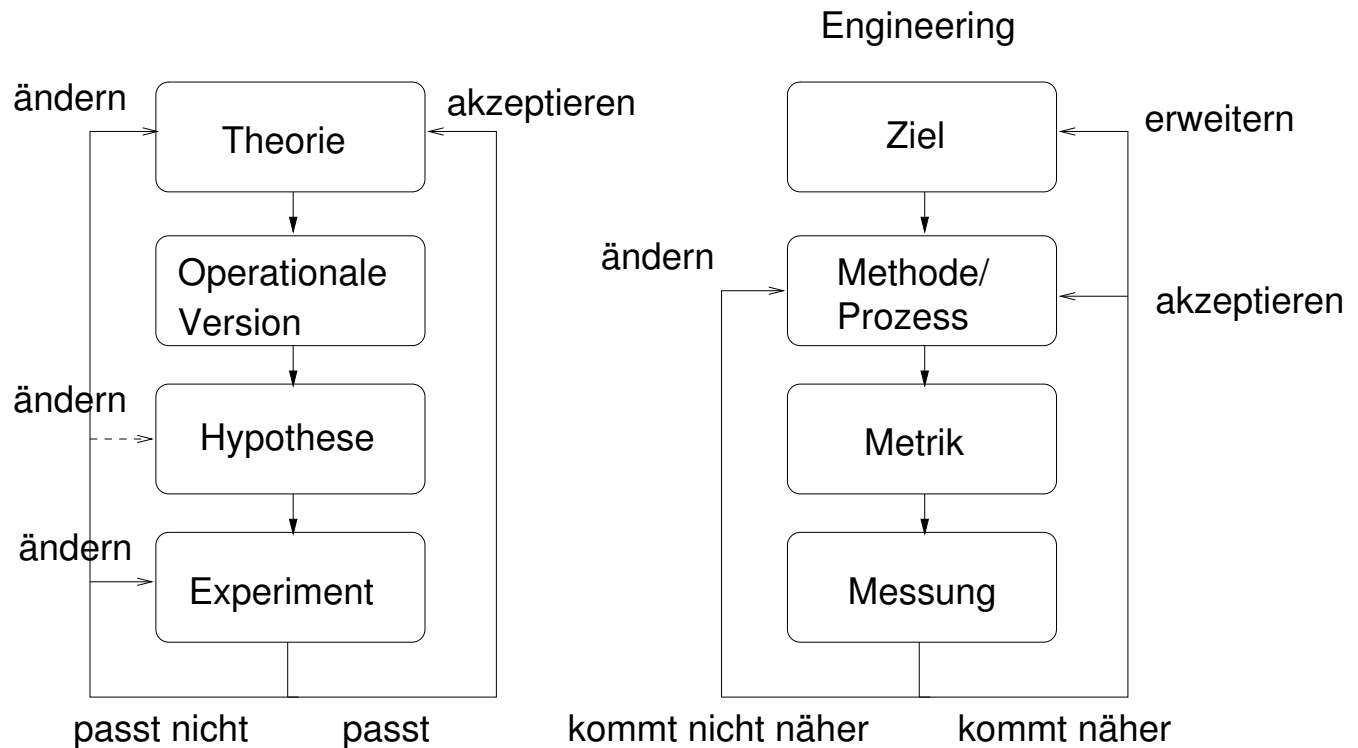 Engineering
ändern
akzeptieren
Theorie
Operationale
Version
ändern
Hypothese
ändern
Experiment
passt nicht
passt
Ziel
erweitern
ändern
Methode/
Prozess
akzeptieren
Metrik
Messung
kommt nicht näher
kommt näher